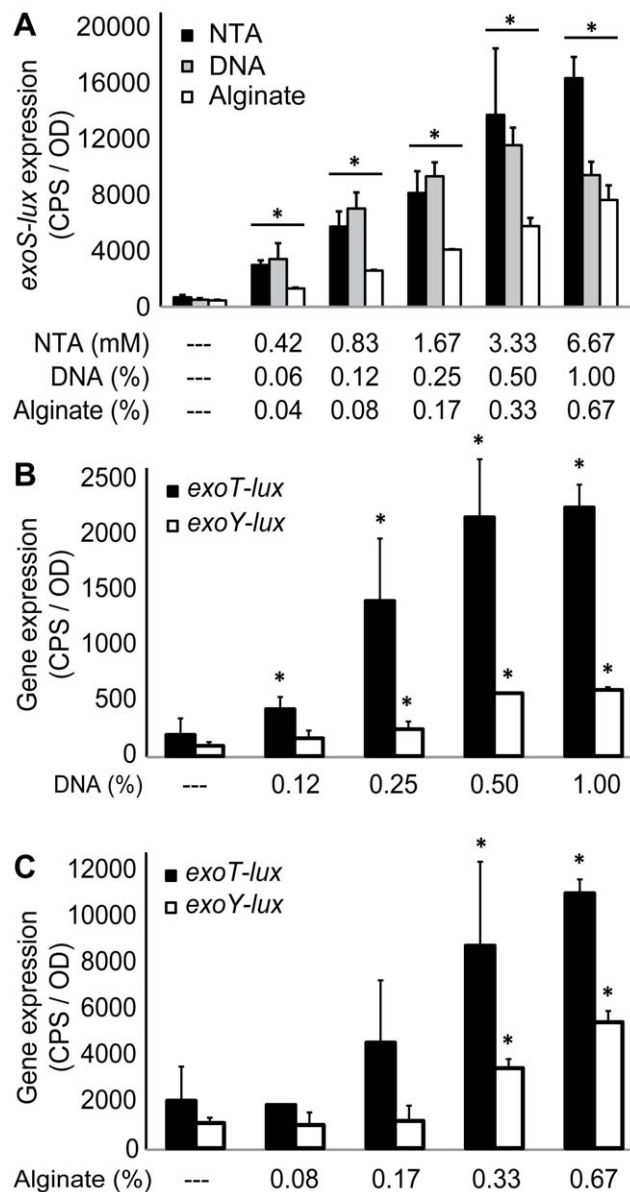 A
20000
16000
12000
8000
4000
0
exoS-lux expression
(CPS / OD)
NTA
DNA
Alginate
*
*
*
*
*
NTA (mM) --- 0.42 0.83 1.67 3.33 6.67
DNA (%) --- 0.06 0.12 0.25 0.50 1.00
Alginate (%) --- 0.04 0.08 0.17 0.33 0.67
B
2500
2000
1500
1000
500
0
Gene expression
(CPS / OD)
exoT-lux
exoY-lux
*
*
*
*
*
*
*
DNA (%) --- 0.12 0.25 0.50 1.00
C
12000
10000
8000
6000
4000
2000
0
Gene expression
(CPS / OD)
exoT-lux
exoY-lux
*
*
*
*
Alginate (%) --- 0.08 0.17 0.33 0.67